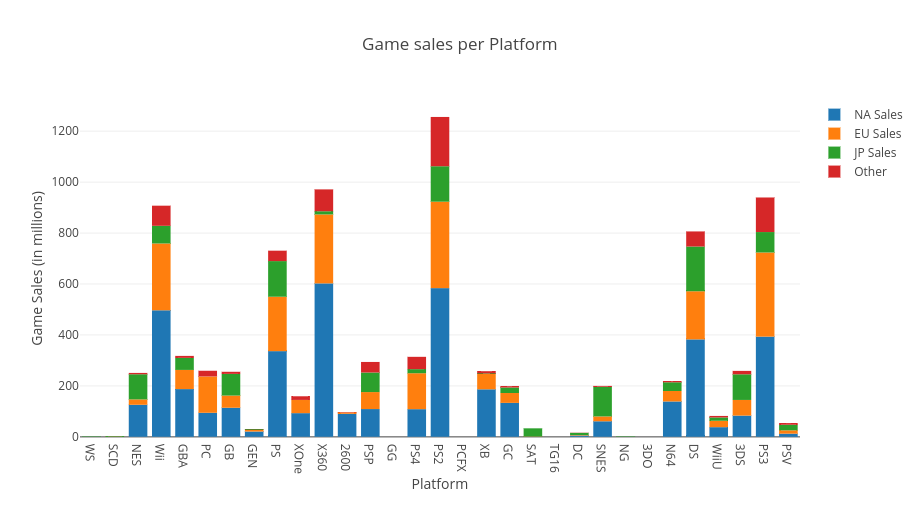 Game sales per Platform
NA Sales
EU Sales
JP Sales
Other
Game Sales (in millions)
1200
1000
800
600
400
200
0
WS
SCD
NES
Wii
GBA
PC
GB
GEN
PS
XOne
X360
2600
PSP
GG
PS4
PS2
PCFX
XB
GC
SAT
TG16
DC
SNES
NG
3DO
N64
DS
WiiU
3DS
PS3
PSV
Platform